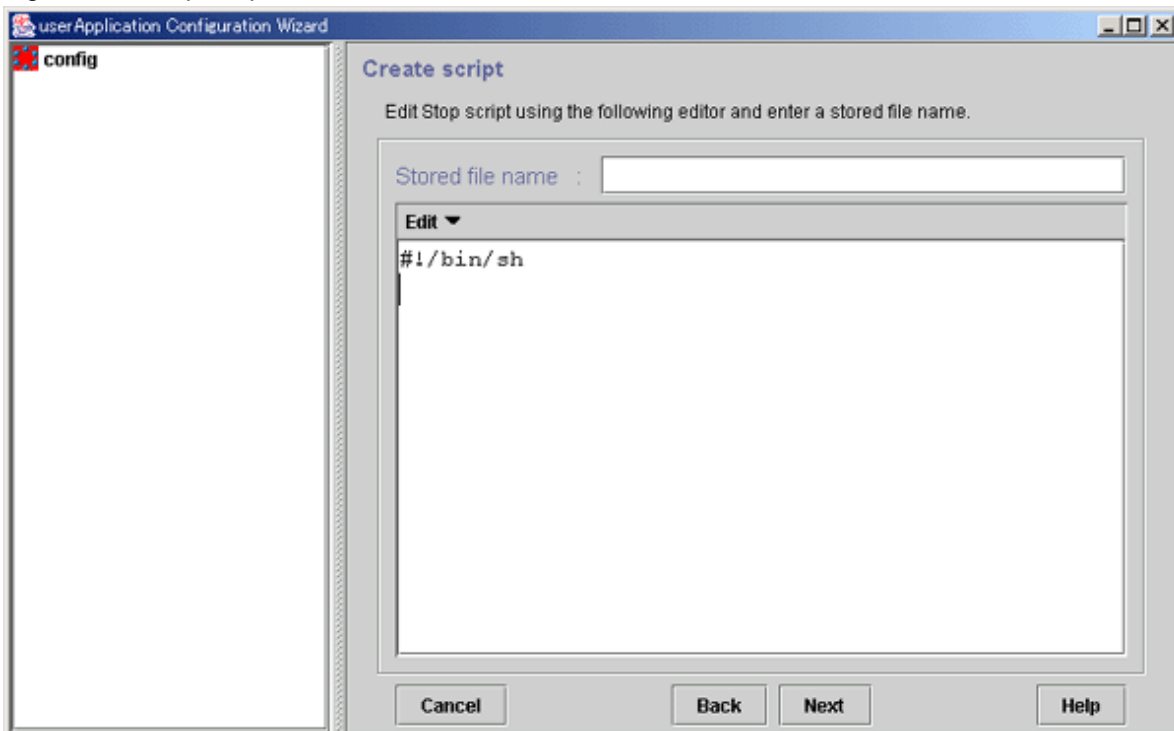 userApplication Configuration Wizard
config
Create script
Edit Stop script using the following editor and enter a stored file name.
Stored file name :
Edit
#!/bin/sh
Cancel Back Next Help